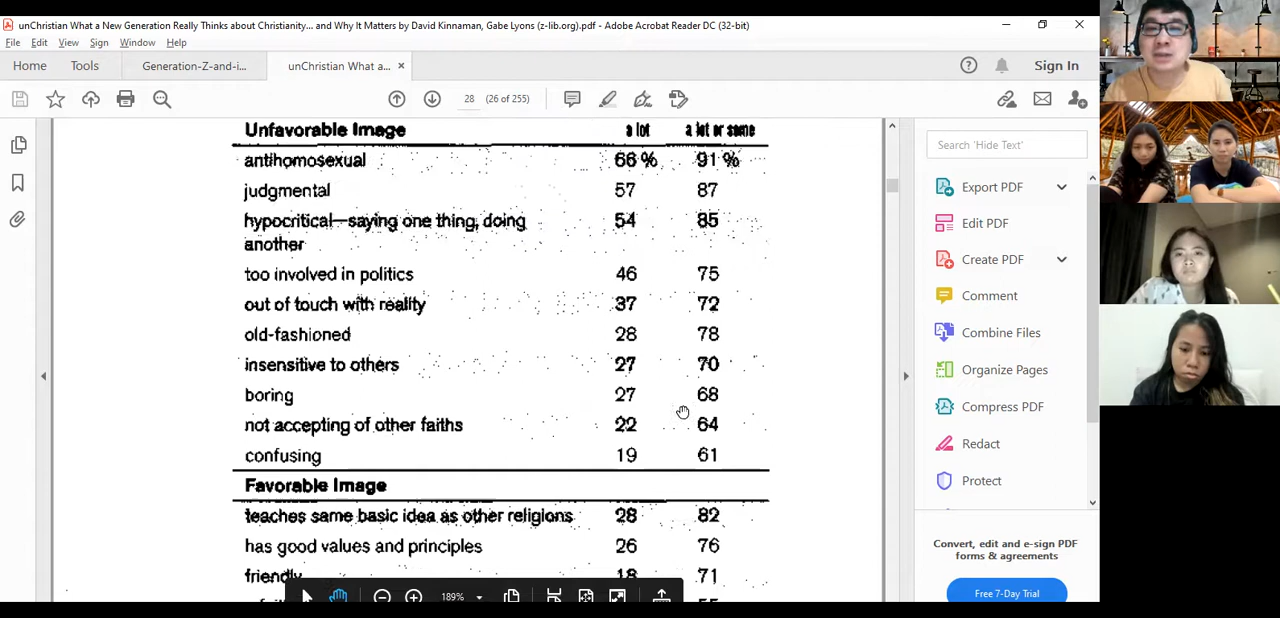 unChristian What a New Generation Really Thinks about Christianity... and Why It Matters by David Kinnaman, Gabe Lyons (z-lib.org).pdf - Adobe Acrobat Reader DC (32-bit)
File Edit View Sign Window Help
Home Tools Generation-Z-and-i... unChristian What a... Sign In
28 (26 of 255)
Unfavorable Image a lot a lot or some
antihomosexual 66 % 91 %
judgmental 57 87
hypocritical—saying one thing, doing
another 54 85
too involved in politics 46 75
out of touch with reality 37 72
old-fashioned 28 78
insensitive to others 27 70
boring 27 68
not accepting of other faiths 22 64
confusing 19 61
Favorable Image
teaches same basic idea as other religions 28 82
has good values and principles 26 76
friendly 18 71
189%
Search 'Hide Text'
Export PDF
Edit PDF
Create PDF
Comment
Combine Files
Organize Pages
Compress PDF
Redact
Protect
Convert, edit and e-sign PDF
forms & agreements
Free 7-Day Trial